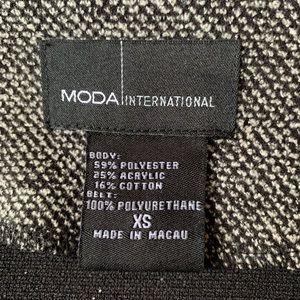 MODA INTERNATIONAL
BODY:
59% POLYESTER
25% ACRYLIC
16% COTTON
BELT:
100% POLYURETHANE
XS
MADE IN MACAU